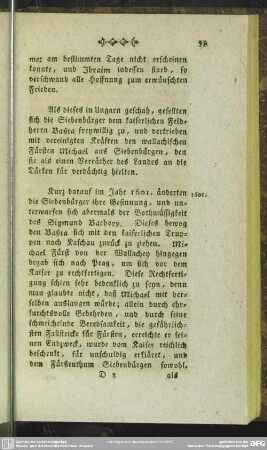 53
mer am bestimmten Tage nicht erscheinen
konnte, und Ibraim indessen starb, so
verschwand alle Hoffnung zum erwünschten
Frieden.
Als dieses in Ungarn geschah, gesellten
sich die Siebenbürger dem kaiserlichen Feld-
herrn Basta freywillig zu, und vertrieben
mit vereinigten Kräften den wallachischen
Fürsten Michael aus Siebenbürgen, den
sie als einen Verräther des Landes an die
Türken für verdächtig hielten.
Kurz darauf im Jahr 1601. änderten 1601.
die Siebenbürger ihre Gesinnung, und un-
terwarfen sich abermals der Bothmäßigkeit
des Sigmund Bathory. Dieses bewog
den Basta sich mit den kaiserlichen Trup-
pen nach Kaschau zurück zu ziehen. Mi-
chael Fürst von der Wallachey hingegen
begab sich nach Prag, um sich vor dem
Kaiser zu rechtfertigen. Diese Rechtferti-
gung schien sehr bedenklich zu seyn, denn
man glaubte nicht, daß Michael mit der-
selben auslangen würde; allein durch ehr-
furchtsvolle Gebehrden, und durch seine
schmeichelnde Beredsamkeit, die gefährlich-
sten Fallstricke für Fürsten, erreichte er sei-
nen Endzweck, wurde vom Kaiser reichlich
beschenkt, für unschuldig erkläret, und
dem Fürstenthum Siebenbürgen sowohl,
D 3 als